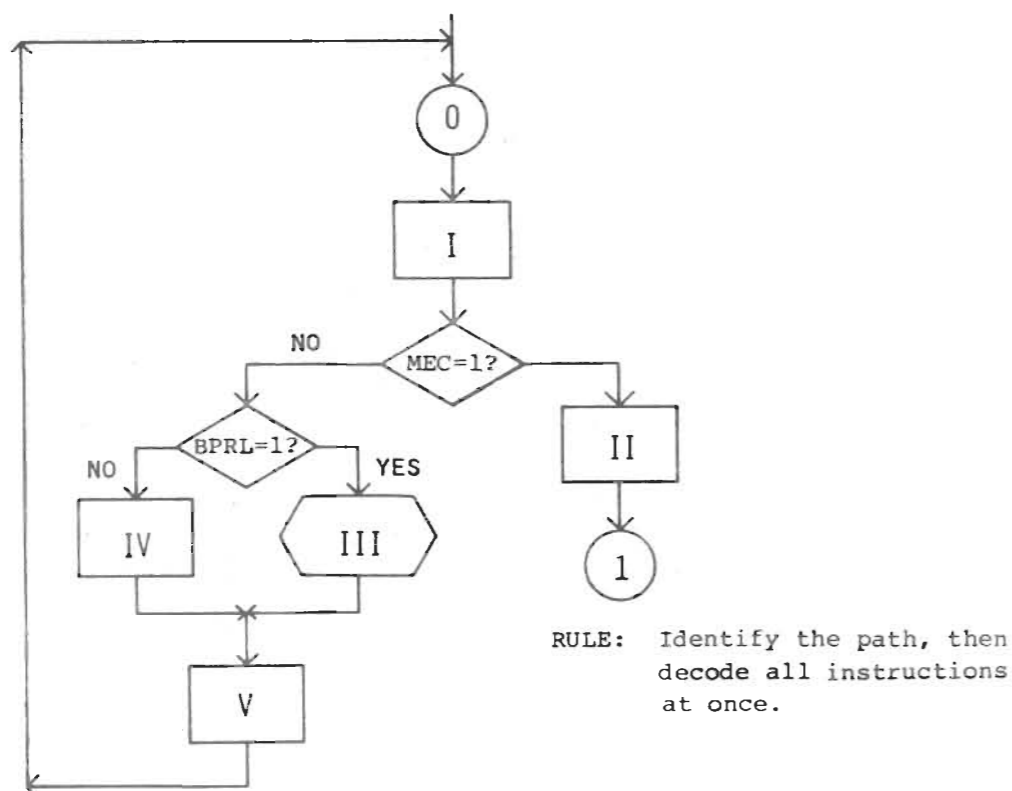 0
I
NO
MEC=1?
BPRL=1?
II
NO
YES
IV
III
1
RULE: Identify the path, then
decode all instructions
at once.
V